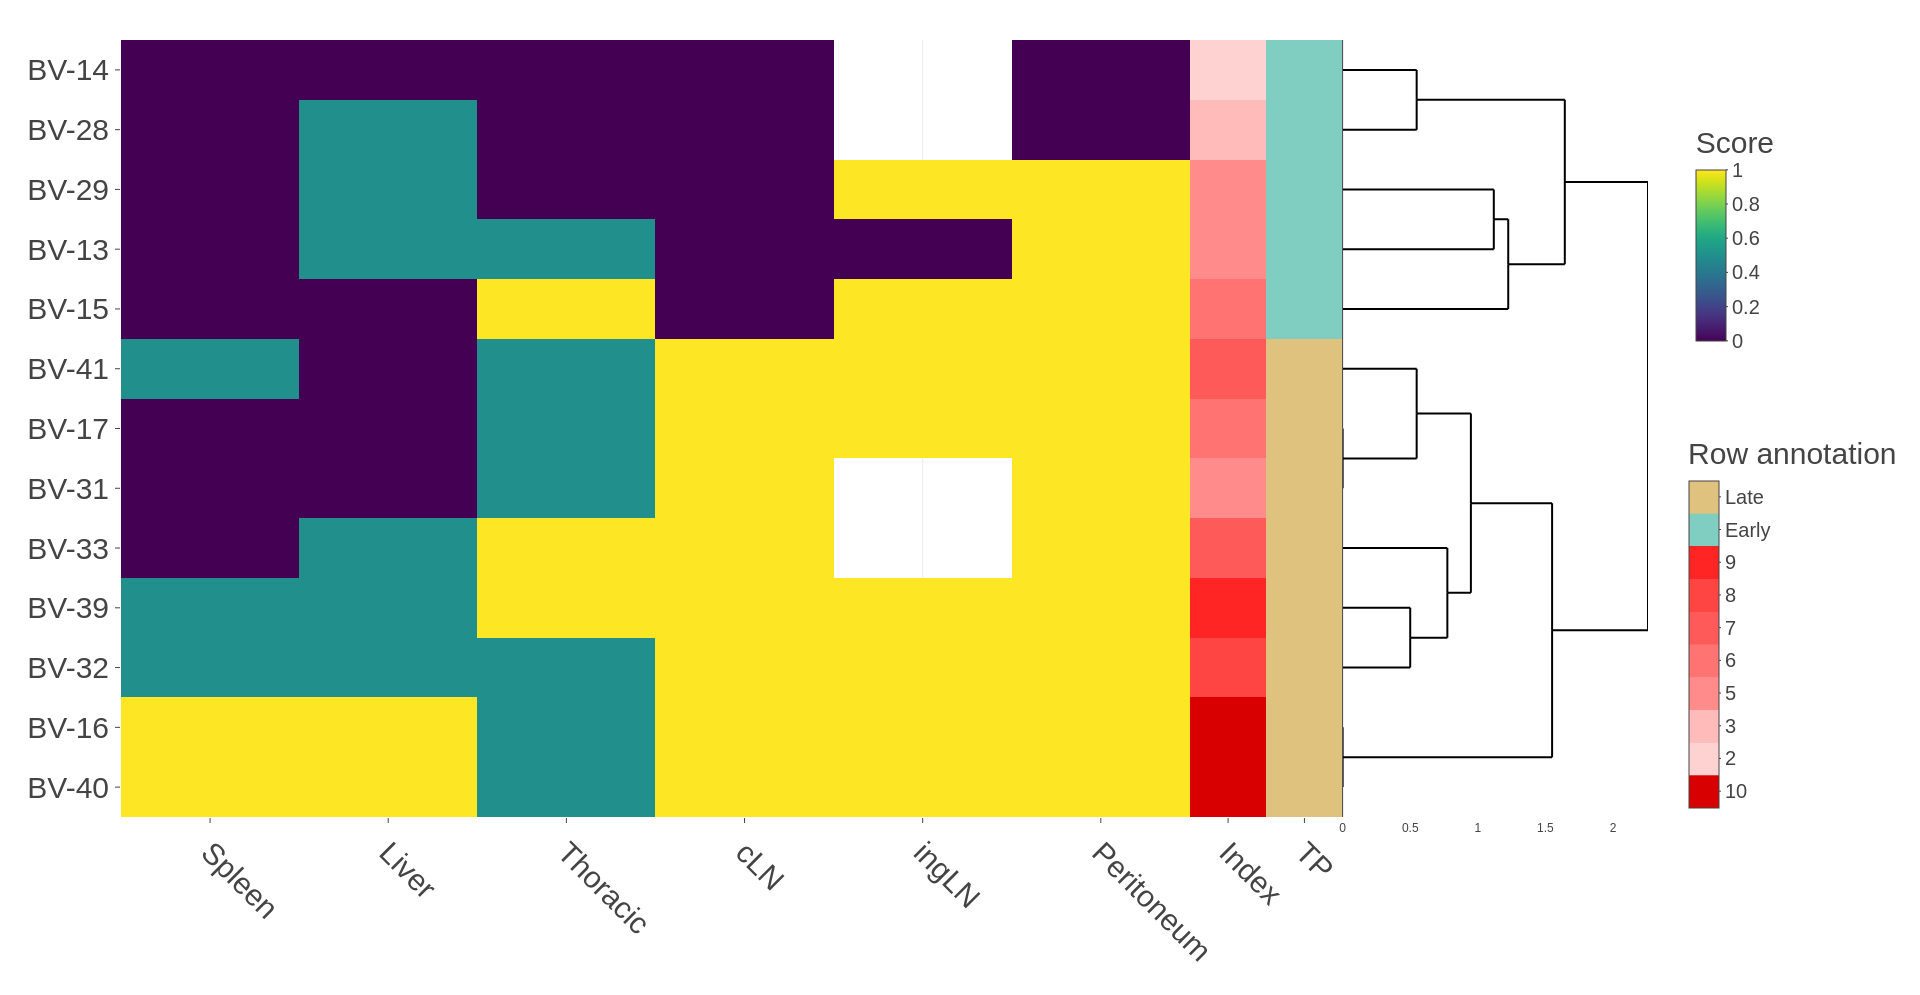 BV-14
BV-28
BV-29
BV-13
BV-15
BV-41
BV-17
BV-31
BV-33
BV-39
BV-32
BV-16
BV-40
Spleen
Liver
Thoracic
cLN
ingLN
Peritoneum
Index
TP
0
0.5
1
1.5
2
Score
1
0.8
0.6
0.4
0.2
0
Row annotation
Late
Early
9
8
7
6
5
3
2
10